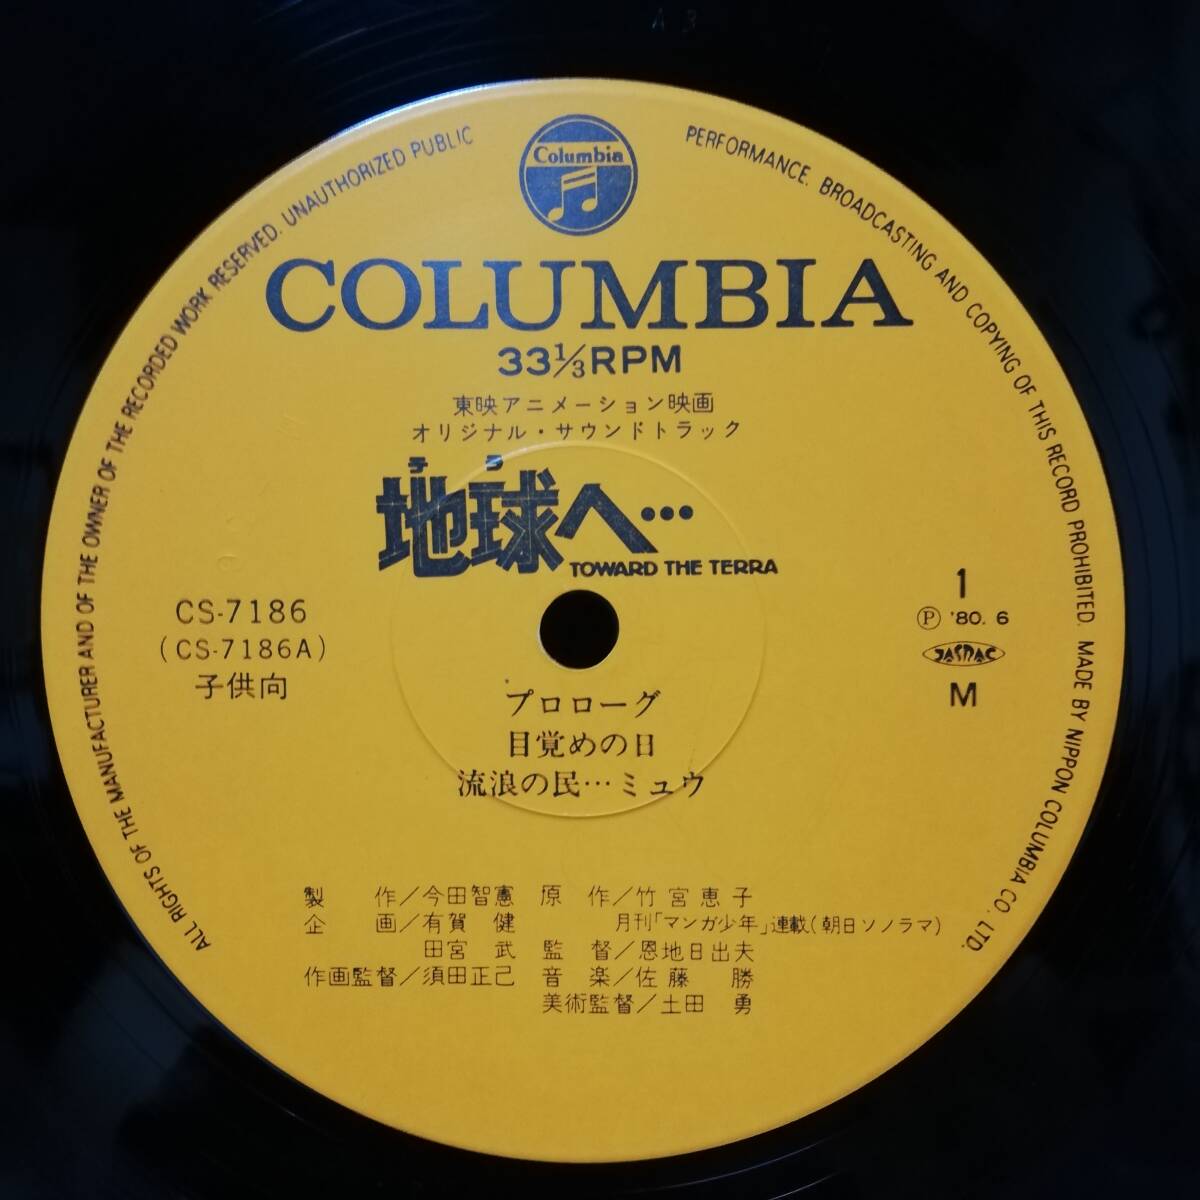 A 3
Columbia
COLUMBIA
33 1/3 RPM
東映アニメーション映画
オリジナル・サウンドトラック
テラ
地球へ…
TOWARD THE TERRA
CS-7186
(CS-7186A)
子供向
1
Ⓟ '80. 6
JASRAC
M
プロローグ
目覚めの日
流浪の民…ミュウ
製 作/今田智憲 原 作/竹宮恵子
企 画/有賀 健 月刊「マンガ少年」連載(朝日ソノラマ)
田宮 武 監 督/恩地日出夫
作画監督/須田正己 音 楽/佐藤 勝
美術監督/土田 勇
ALL RIGHTS OF THE MANUFACTURER AND OF THE OWNER OF THE RECORDED WORK RESERVED. UNAUTHORIZED PUBLIC PERFORMANCE. BROADCASTING AND COPYING OF THIS RECORD PROHIBITED. MADE BY NIPPON COLUMBIA CO., LTD.